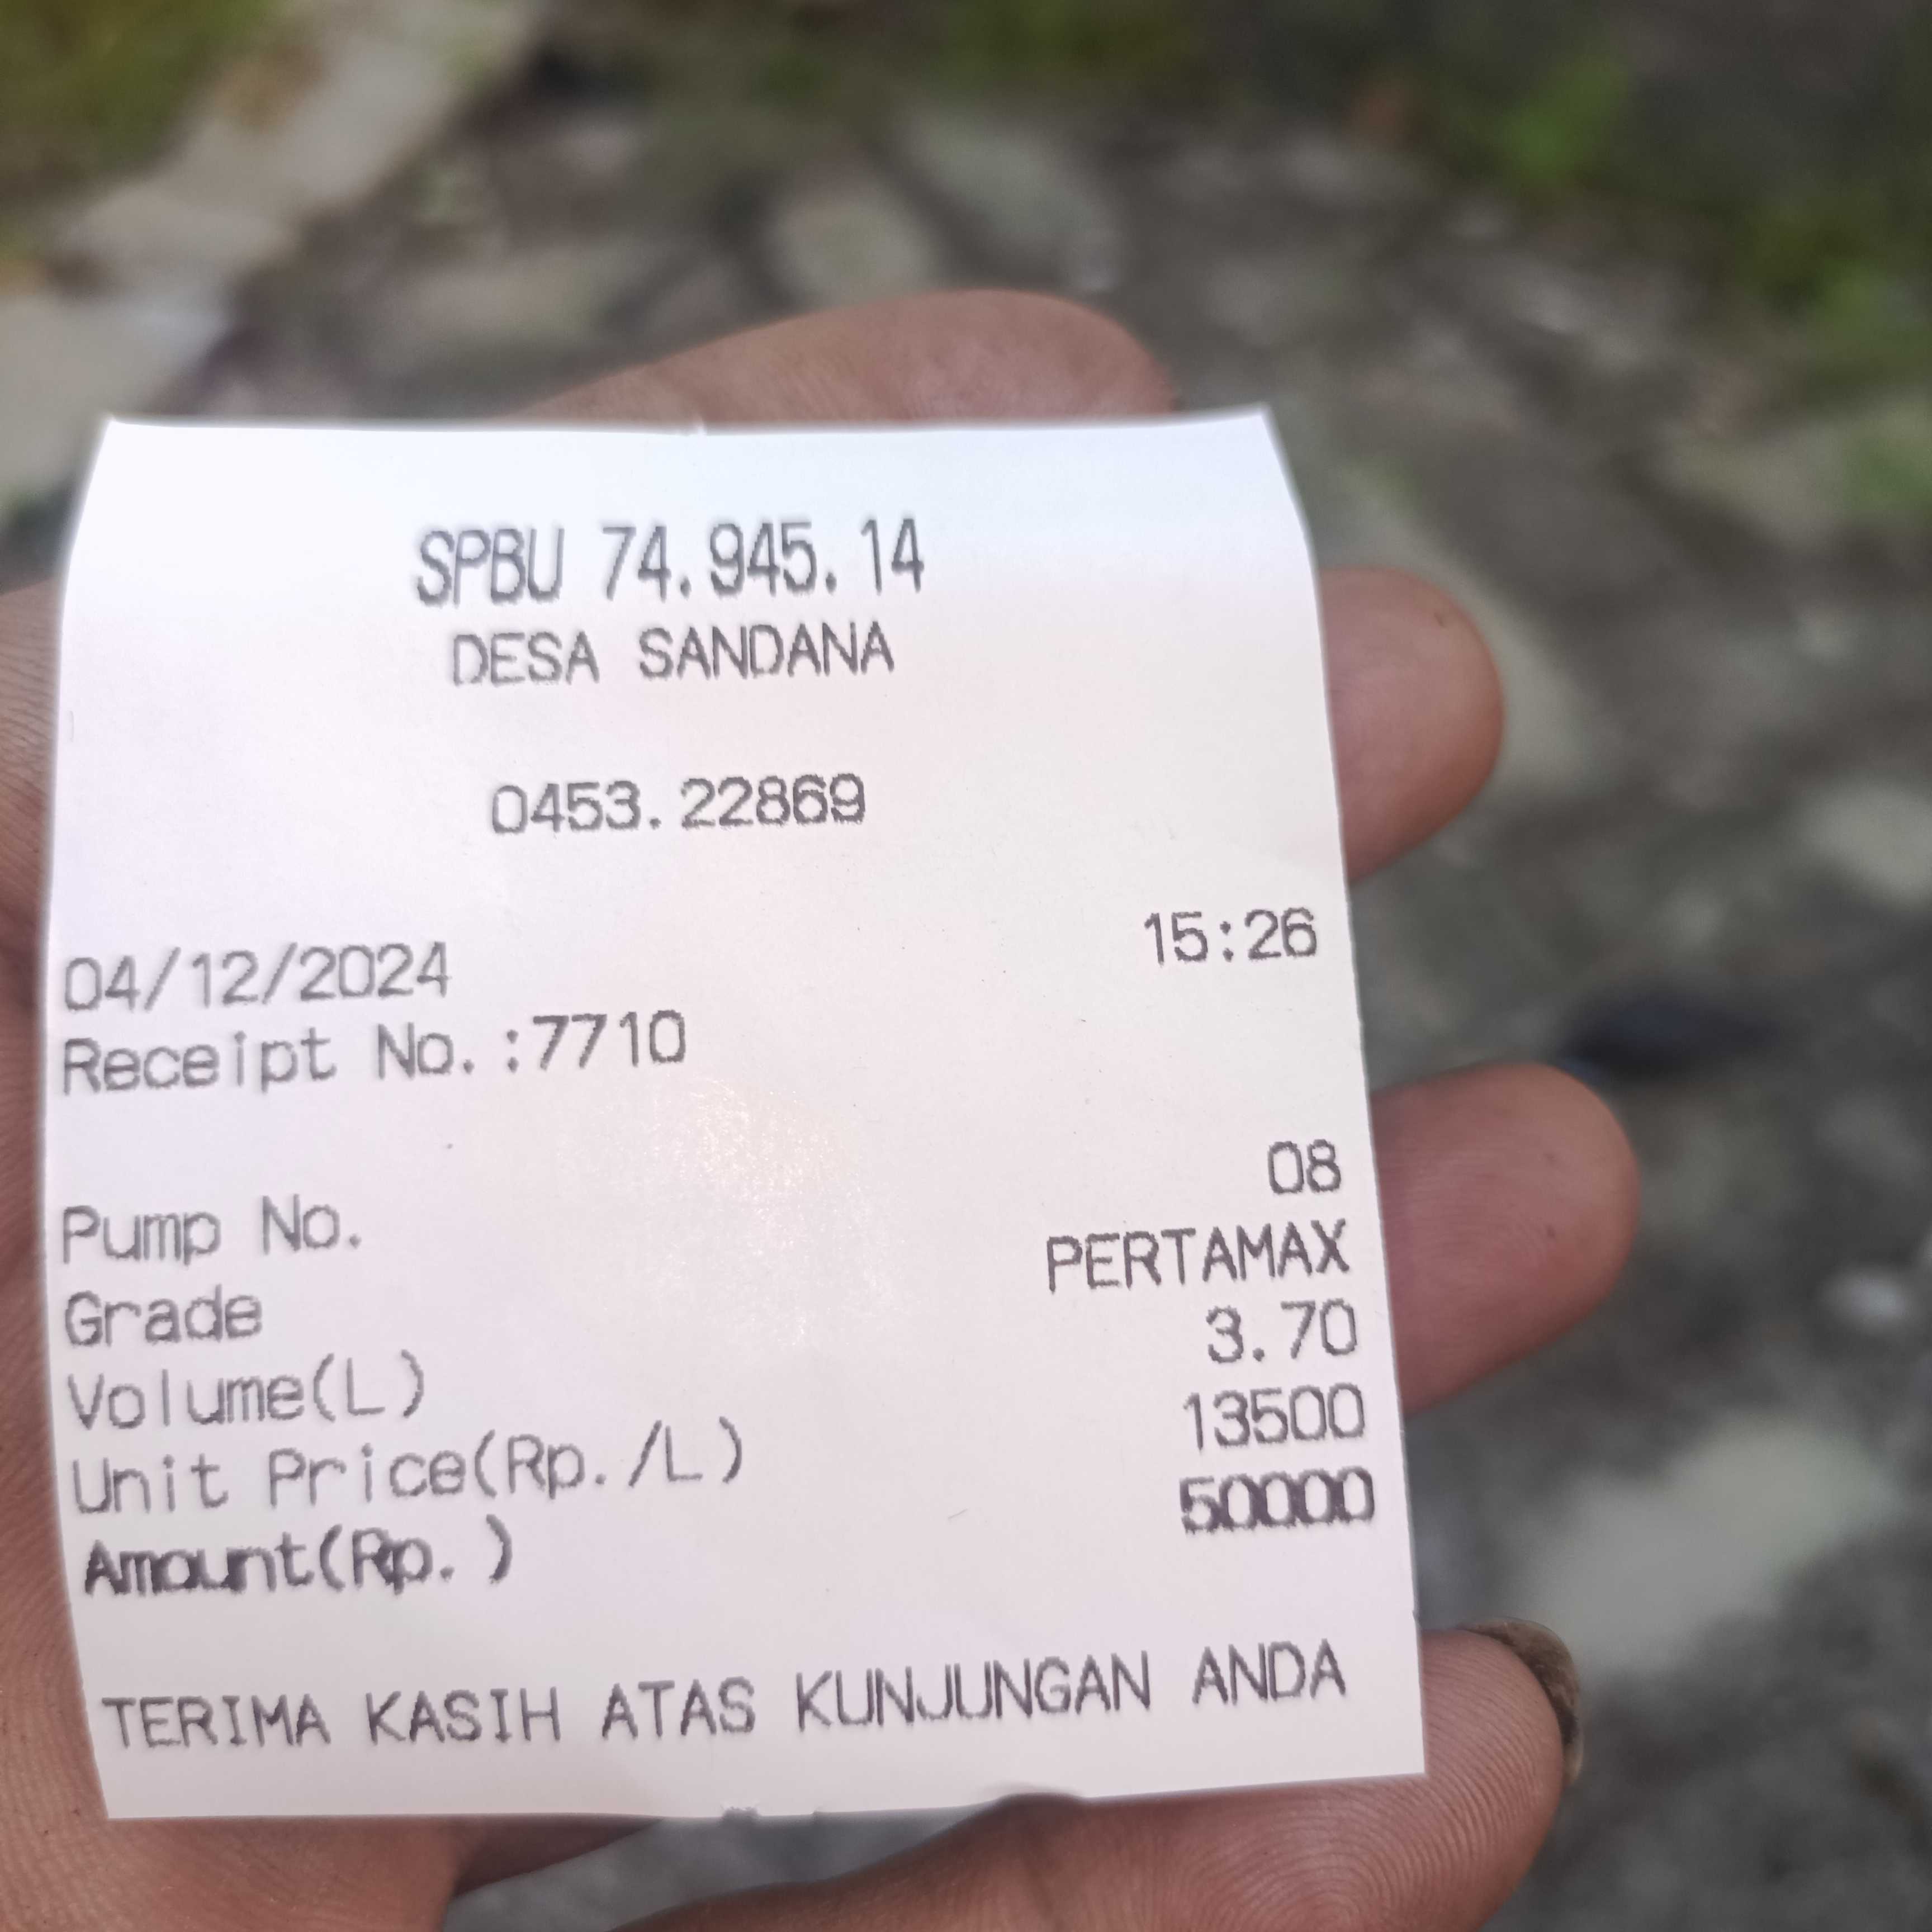 SPBU 74.945.14
DESA SANDANA
0453.22869
04/12/2024 15:26
Receipt No.:7710
Pump No. 08
Grade PERTAMAX
Volume(L) 3.70
Unit Price(Rp./L) 13500
Amount(Rp.) 50000
TERIMA KASIH ATAS KUNJUNGAN ANDA